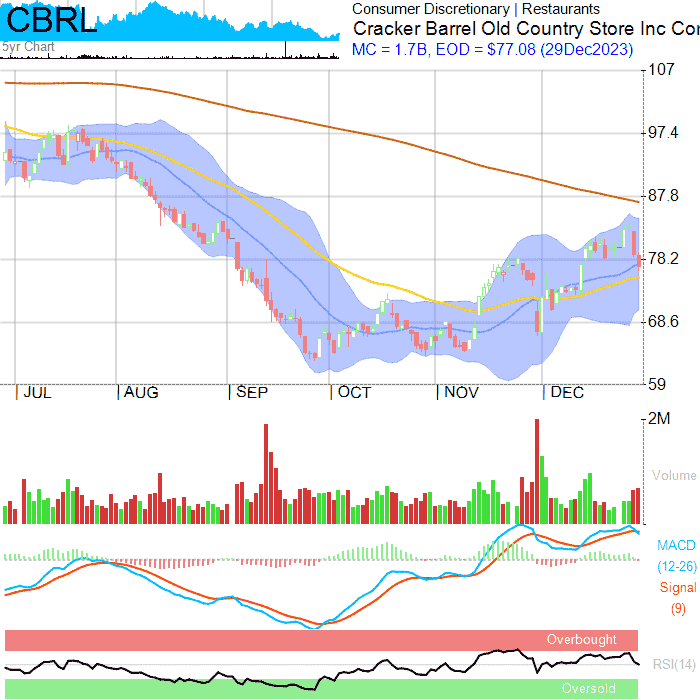 CBRL
5yr Chart
Consumer Discretionary | Restaurants
Cracker Barrel Old Country Store Inc Cor
MC = 1.7B, EOD = $77.08 (29Dec2023)
107
97.4
87.8
78.2
68.6
59
JUL AUG SEP OCT NOV DEC
2M
Volume
MACD
(12-26)
Signal
(9)
Overbought
RSI(14)
Oversold